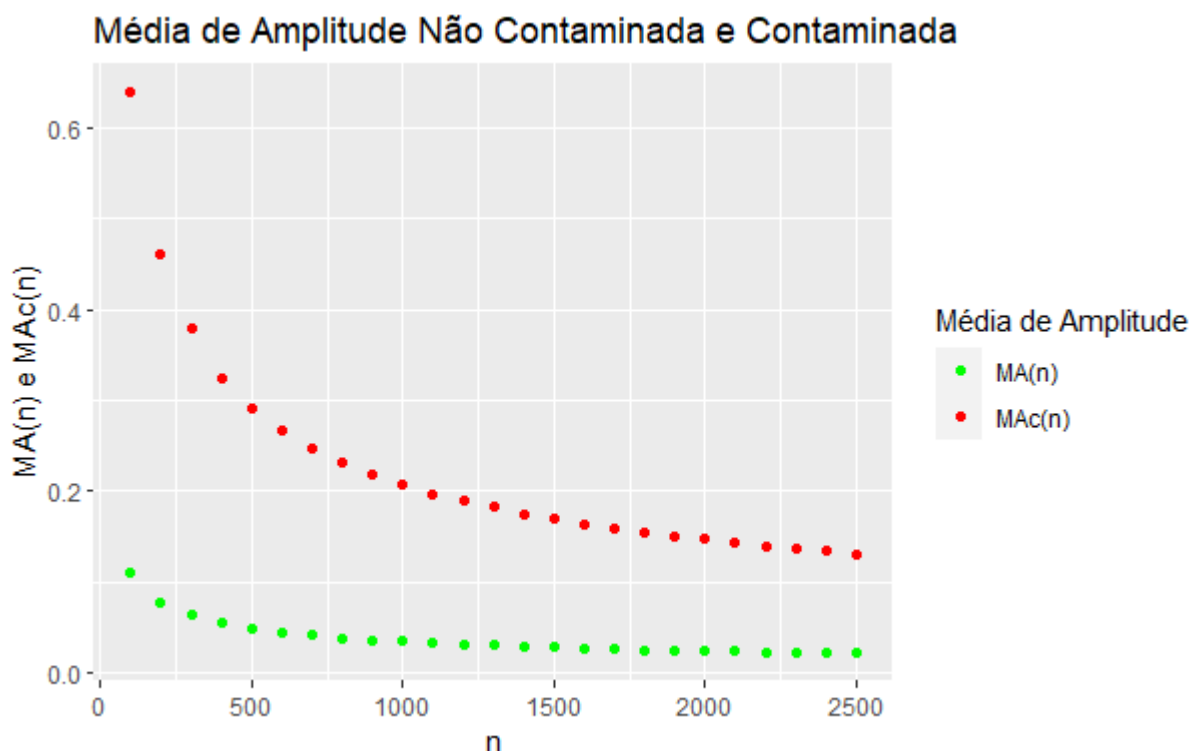 Média de Amplitude Não Contaminada e Contaminada
MA(n) e MAc(n)
0.6
0.4
0.2
0.0
0
500
1000
1500
2000
2500
n
Média de Amplitude
MA(n)
MAc(n)